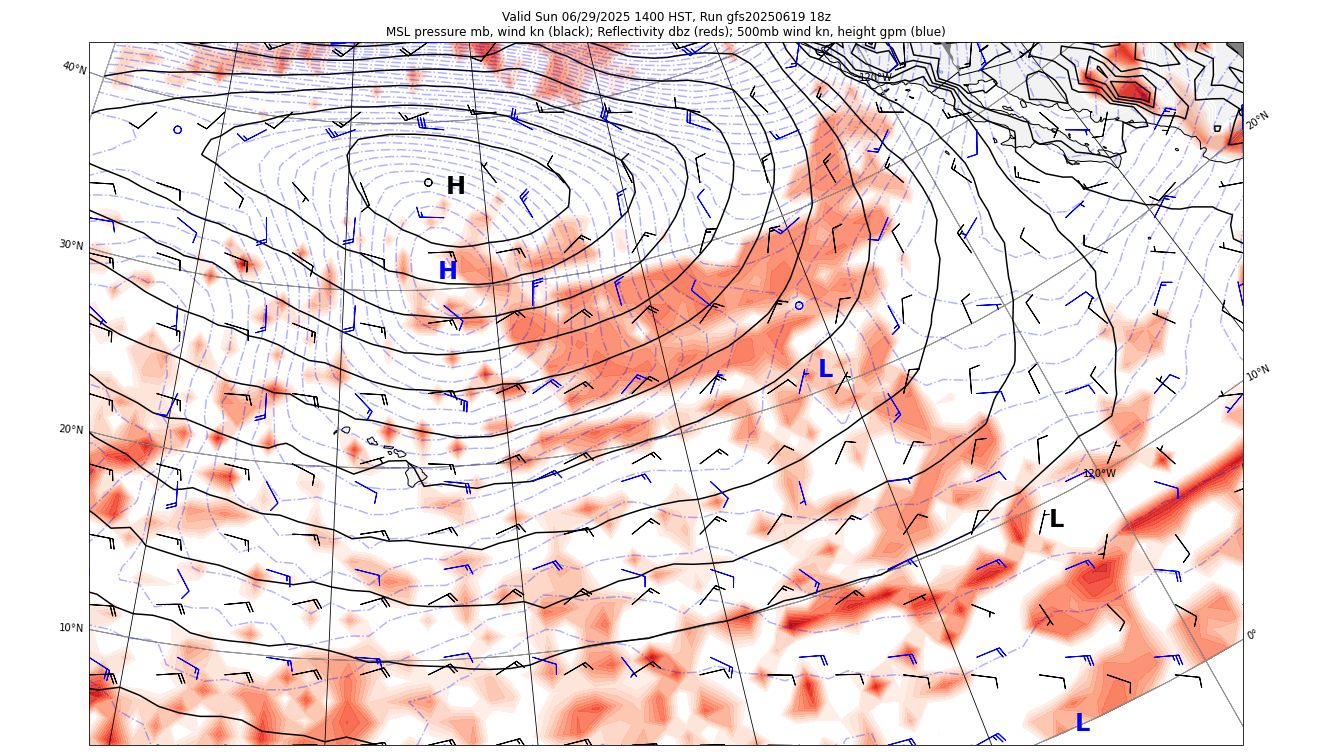 Valid Sun 06/29/2025 1400 HST, Run gfs20250619 18z
MSL pressure mb, wind kn (black); Reflectivity dbz (reds); 500mb wind kn, height gpm (blue)
40°N
120°W
20°N
H
30°N
H
L
10°N
20°N
120°W
L
10°N
0°
L